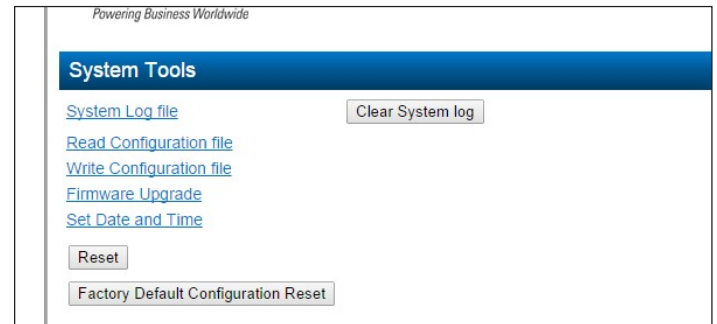 Powering Business Worldwide
System Tools
System Log file Clear System log
Read Configuration file
Write Configuration file
Firmware Upgrade
Set Date and Time
Reset
Factory Default Configuration Reset